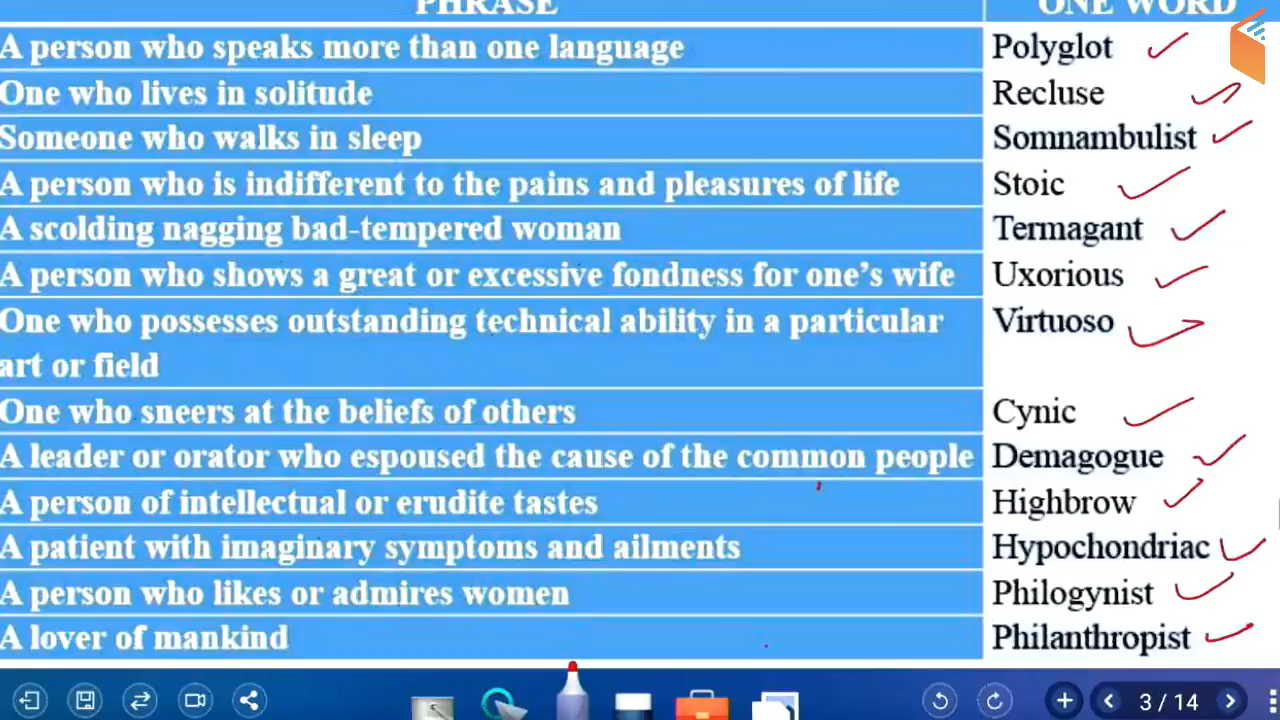 PHRASE ONE WORD
A person who speaks more than one language Polyglot
One who lives in solitude Recluse
Someone who walks in sleep Somnambulist
A person who is indifferent to the pains and pleasures of life Stoic
A scolding nagging bad-tempered woman Termagant
A person who shows a great or excessive fondness for one’s wife Uxorious
One who possesses outstanding technical ability in a particular Virtuoso
art or field
One who sneers at the beliefs of others Cynic
A leader or orator who espoused the cause of the common people Demagogue
A person of intellectual or erudite tastes Highbrow
A patient with imaginary symptoms and ailments Hypochondriac
A person who likes or admires women Philogynist
A lover of mankind Philanthropist
3 / 14